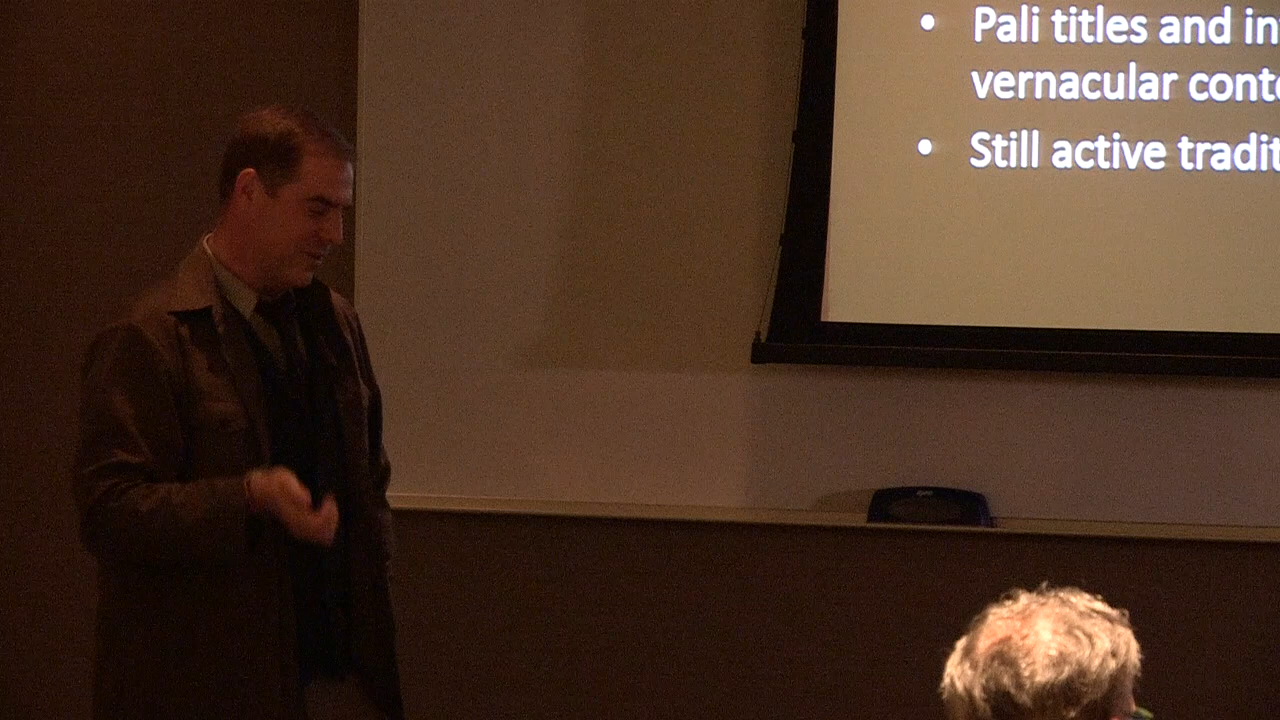 • Pali titles and in
vernacular conte
• Still active tradit